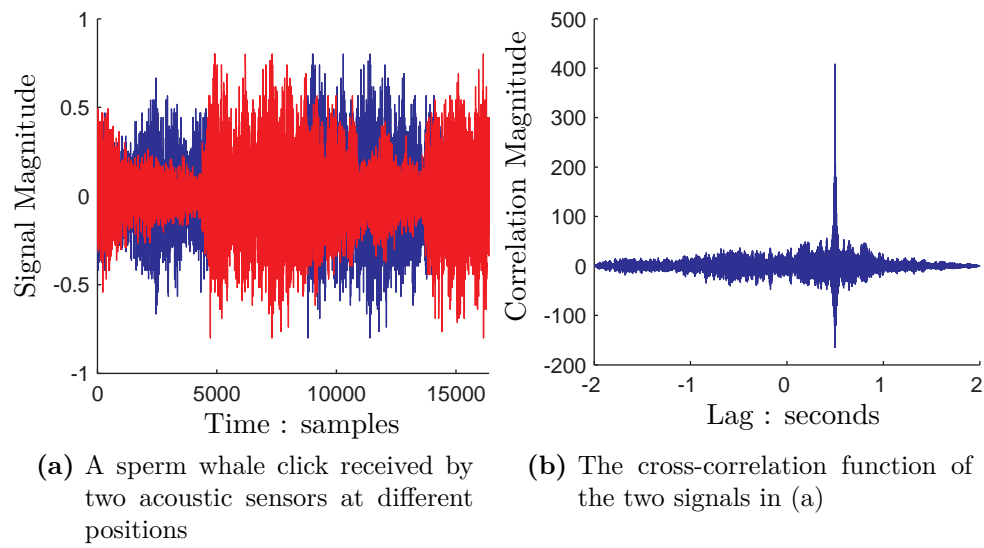 1
0.5
0
-0.5
-1
Signal Magnitude
0 5000 10000 15000
Time : samples
(a) A sperm whale click received by
two acoustic sensors at different
positions
500
400
300
200
100
0
-100
-200
Correlation Magnitude
-2 -1 0 1 2
Lag : seconds
(b) The cross-correlation function of
the two signals in (a)